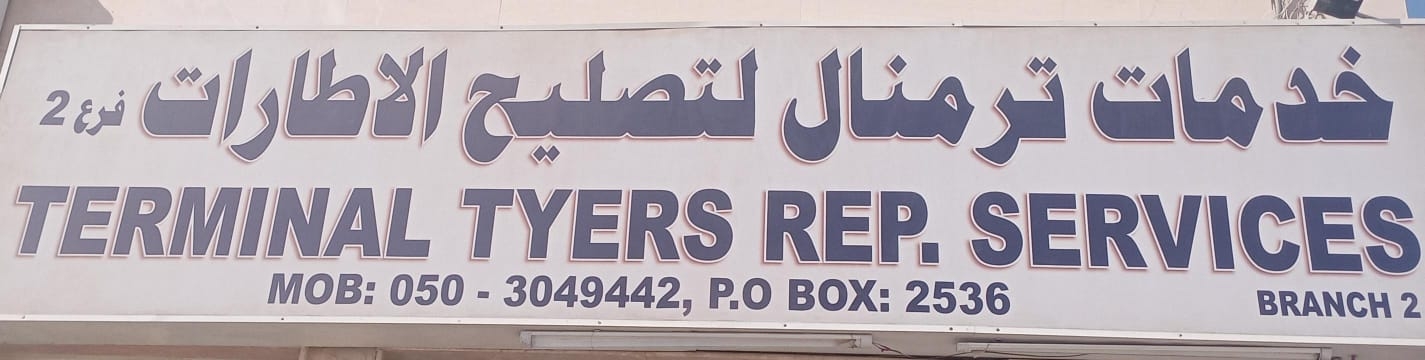 خدمات ترمنال لتصليح الاطارات فرع 2
TERMINAL TYERS REP. SERVICES
MOB: 050 - 3049442, P.O BOX: 2536 BRANCH 2